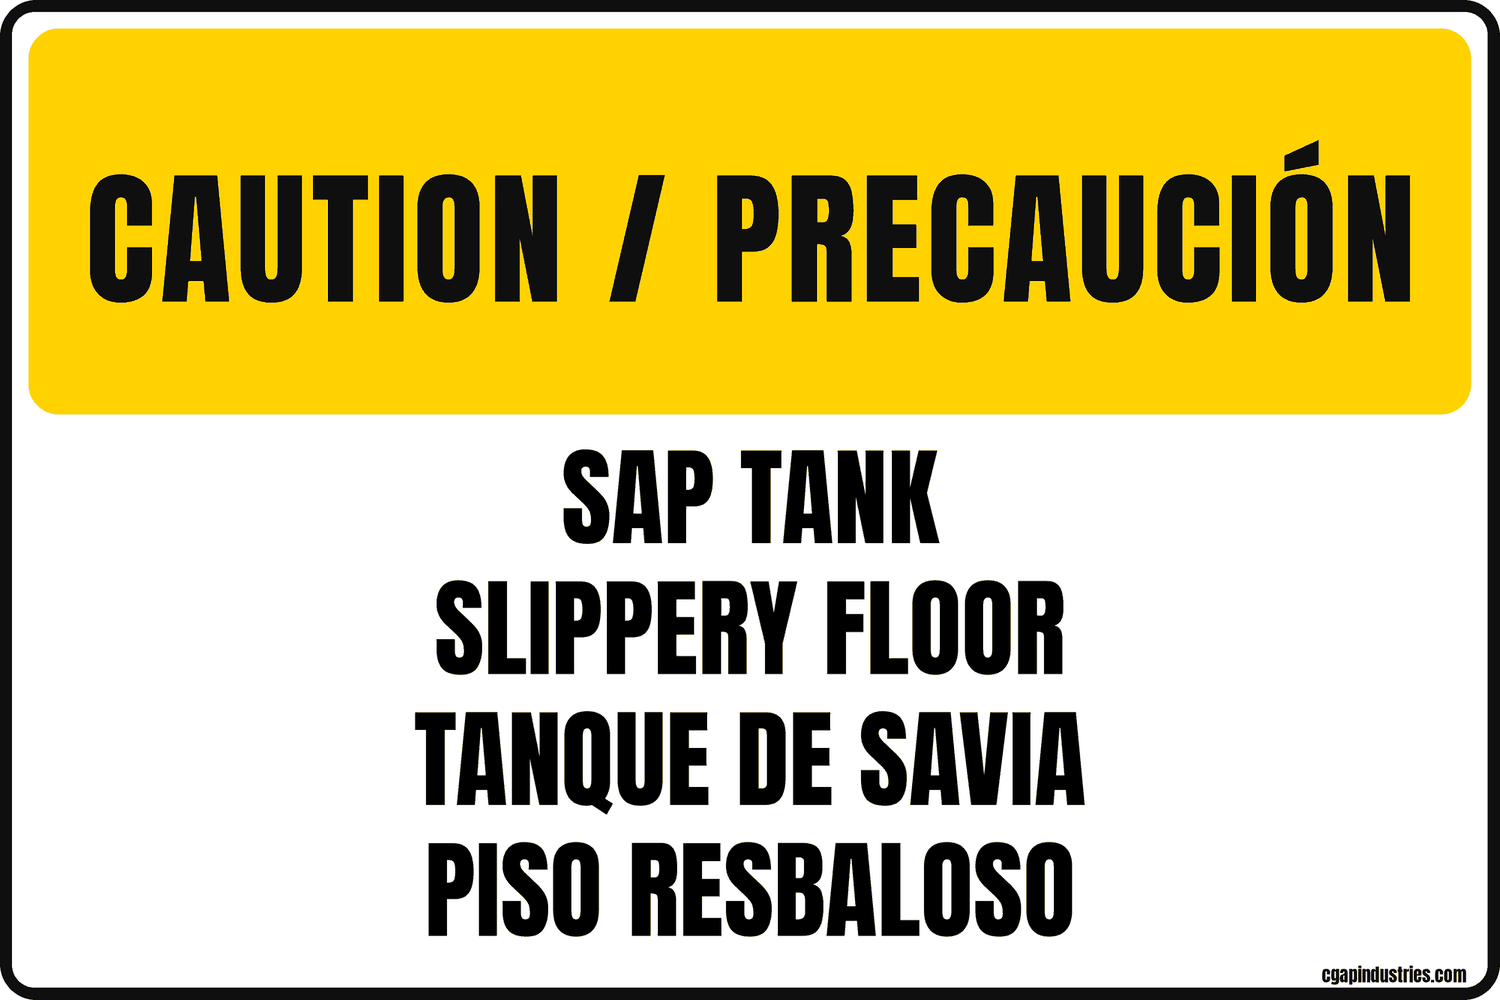 CAUTION / PRECAUCIÓN
SAP TANK
SLIPPERY FLOOR
TANQUE DE SAVIA
PISO RESBALOSO
cgapindustries.com